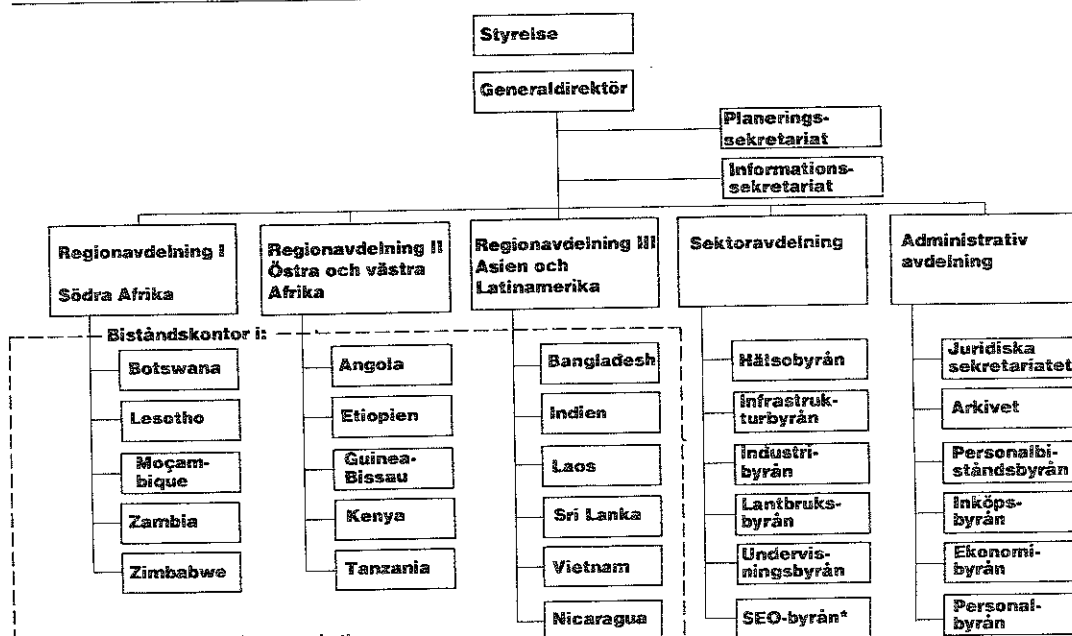 Styrelse
Generaldirektör
Planerings-
sekretariat
Informations-
sekretariat
Regionavdelning I
Södra Afrika
Regionavdelning II
Östra och västra
Afrika
Regionavdelning III
Asien och
Latinamerika
Sektoravdelning
Administrativ
avdelning
Biståndskontor i:
Botswana
Lesotho
Moçam-
bique
Zambia
Zimbabwe
Angola
Etiopien
Guinea-
Bissau
Kenya
Tanzania
Bangladesh
Indien
Laos
Sri Lanka
Vietnam
Nicaragua
Hälsobyrån
Infrastruk-
turbyrån
Industri-
byrån
Lantbruks-
byrån
Undervis-
ningsbyrån
SEO-byrån*
Juridiska
sekretariatet
Arkivet
Personalbi-
ståndsbyrån
Inköps-
byrån
Ekonomi-
byrån
Personal-
byrån